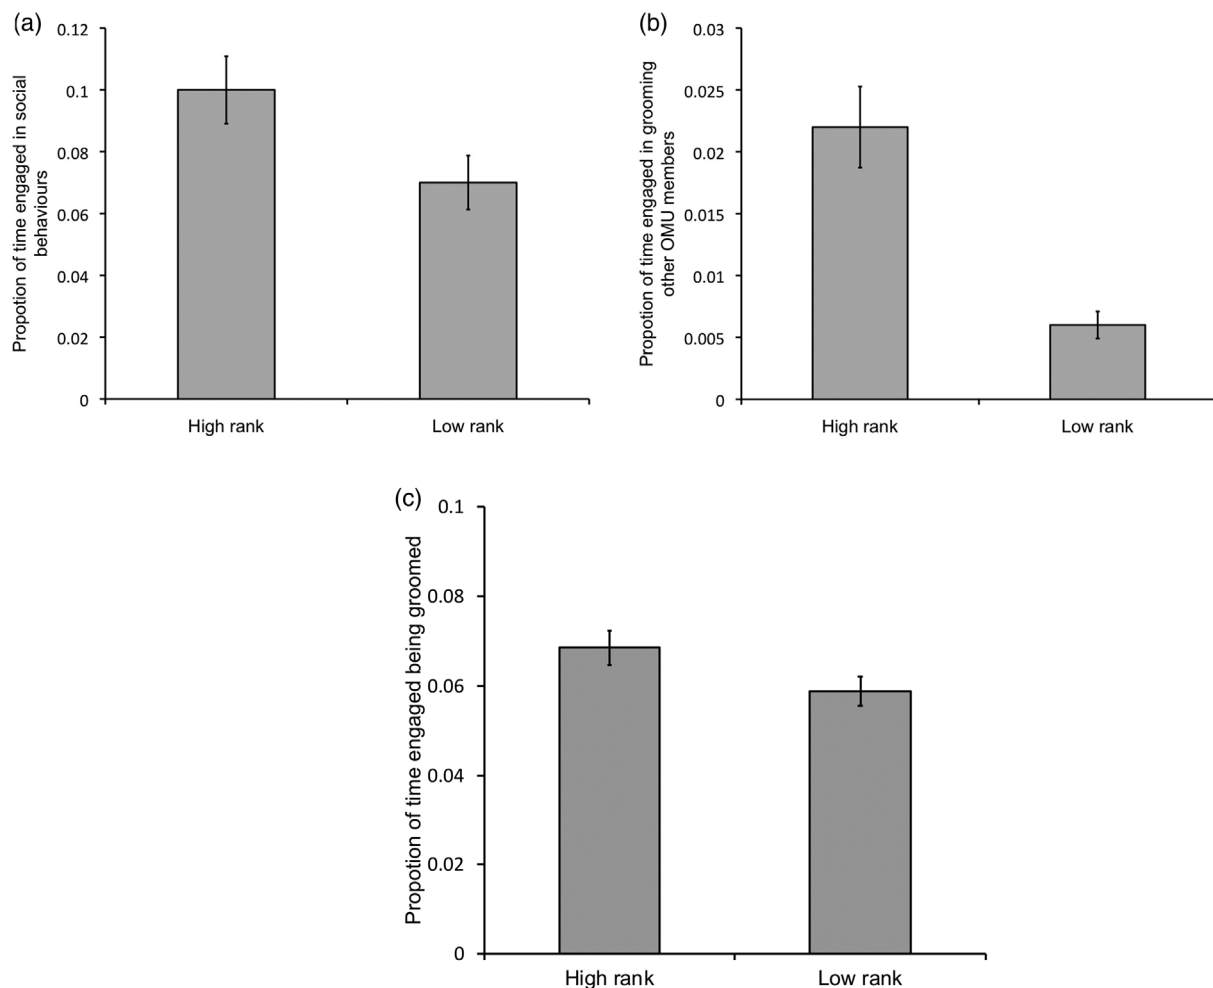 (a)
Propotion of time engaged in social
behaviours
0.12
0.1
0.08
0.06
0.04
0.02
0
High rank
Low rank
(b)
Propotion of time engaged in grooming
other OMU members
0.03
0.025
0.02
0.015
0.01
0.005
0
High rank
Low rank
(c)
Propotion of time engaged being groomed
0.1
0.08
0.06
0.04
0.02
0
High rank
Low rank